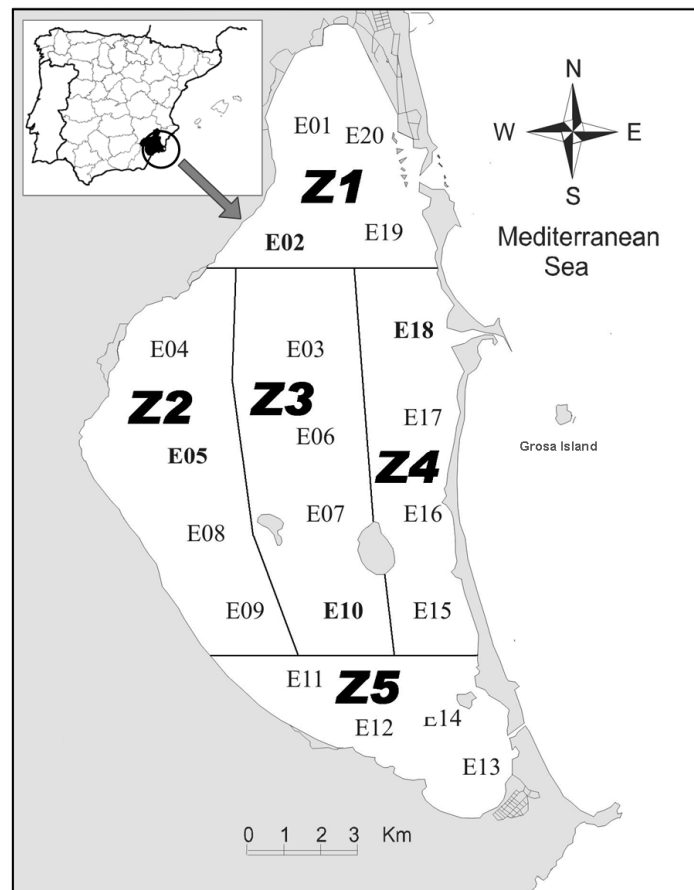 N
W
E
S
Mediterranean
Sea
E01
E20
Z1
E02
E19
E18
E04
E03
Z2
Z3
E17
E06
E05
Z4
E16
E07
E08
E09
E10
E15
E11
Z5
E14
E12
E13
Grosa Island
0 1 2 3 Km